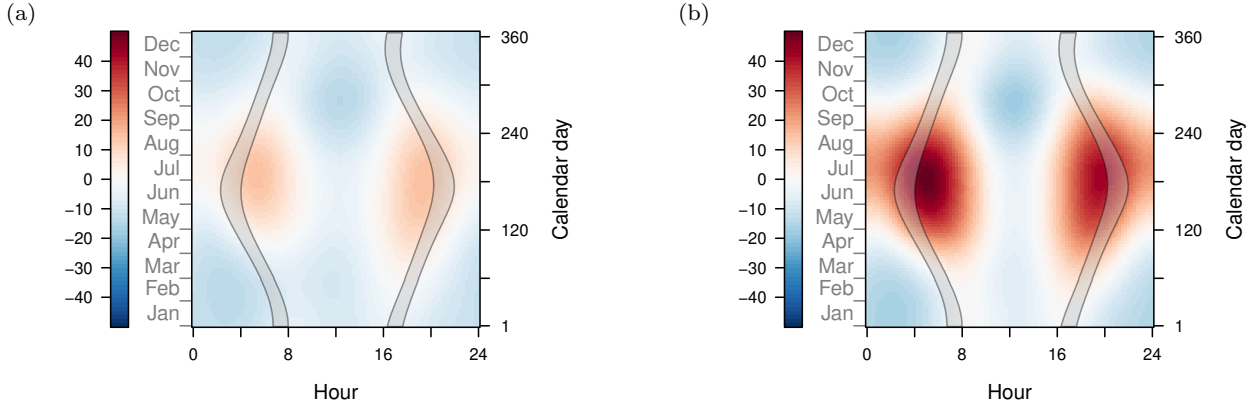 (a)
40
30
20
10
0
−10
−20
−30
−40
Dec
Nov
Oct
Sep
Aug
Jul
Jun
May
Apr
Mar
Feb
Jan
360
240
120
1
Calendar day
0 8 16 24
Hour
(b)
40
30
20
10
0
−10
−20
−30
−40
Dec
Nov
Oct
Sep
Aug
Jul
Jun
May
Apr
Mar
Feb
Jan
360
240
120
1
Calendar day
0 8 16 24
Hour